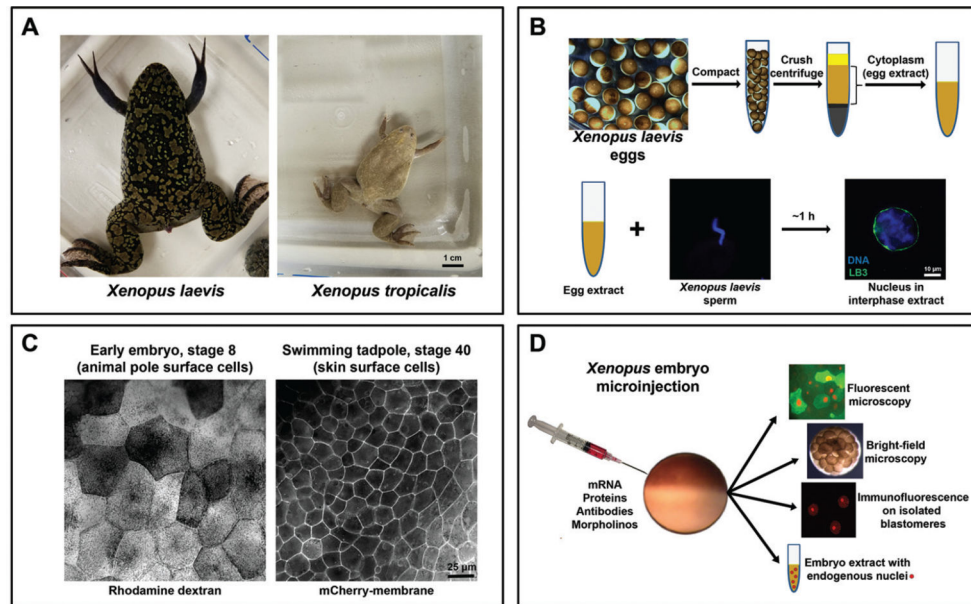 A
Xenopus laevis
Xenopus tropicalis
1 cm
B
Xenopus laevis
eggs
Compact
Crush
centrifuge
Cytoplasm
(egg extract)
Egg extract
+
Xenopus laevis
sperm
~1 h
DNA
LB3
10 µm
Nucleus in
interphase extract
C
Early embryo, stage 8
(animal pole surface cells)
Rhodamine dextran
Swimming tadpole, stage 40
(skin surface cells)
25 µm
mCherry-membrane
D
Xenopus embryo
microinjection
mRNA
Proteins
Antibodies
Morpholinos
Fluorescent
microscopy
Bright-field
microscopy
Immunofluorescence
on isolated
blastomeres
Embryo extract with
endogenous nuclei